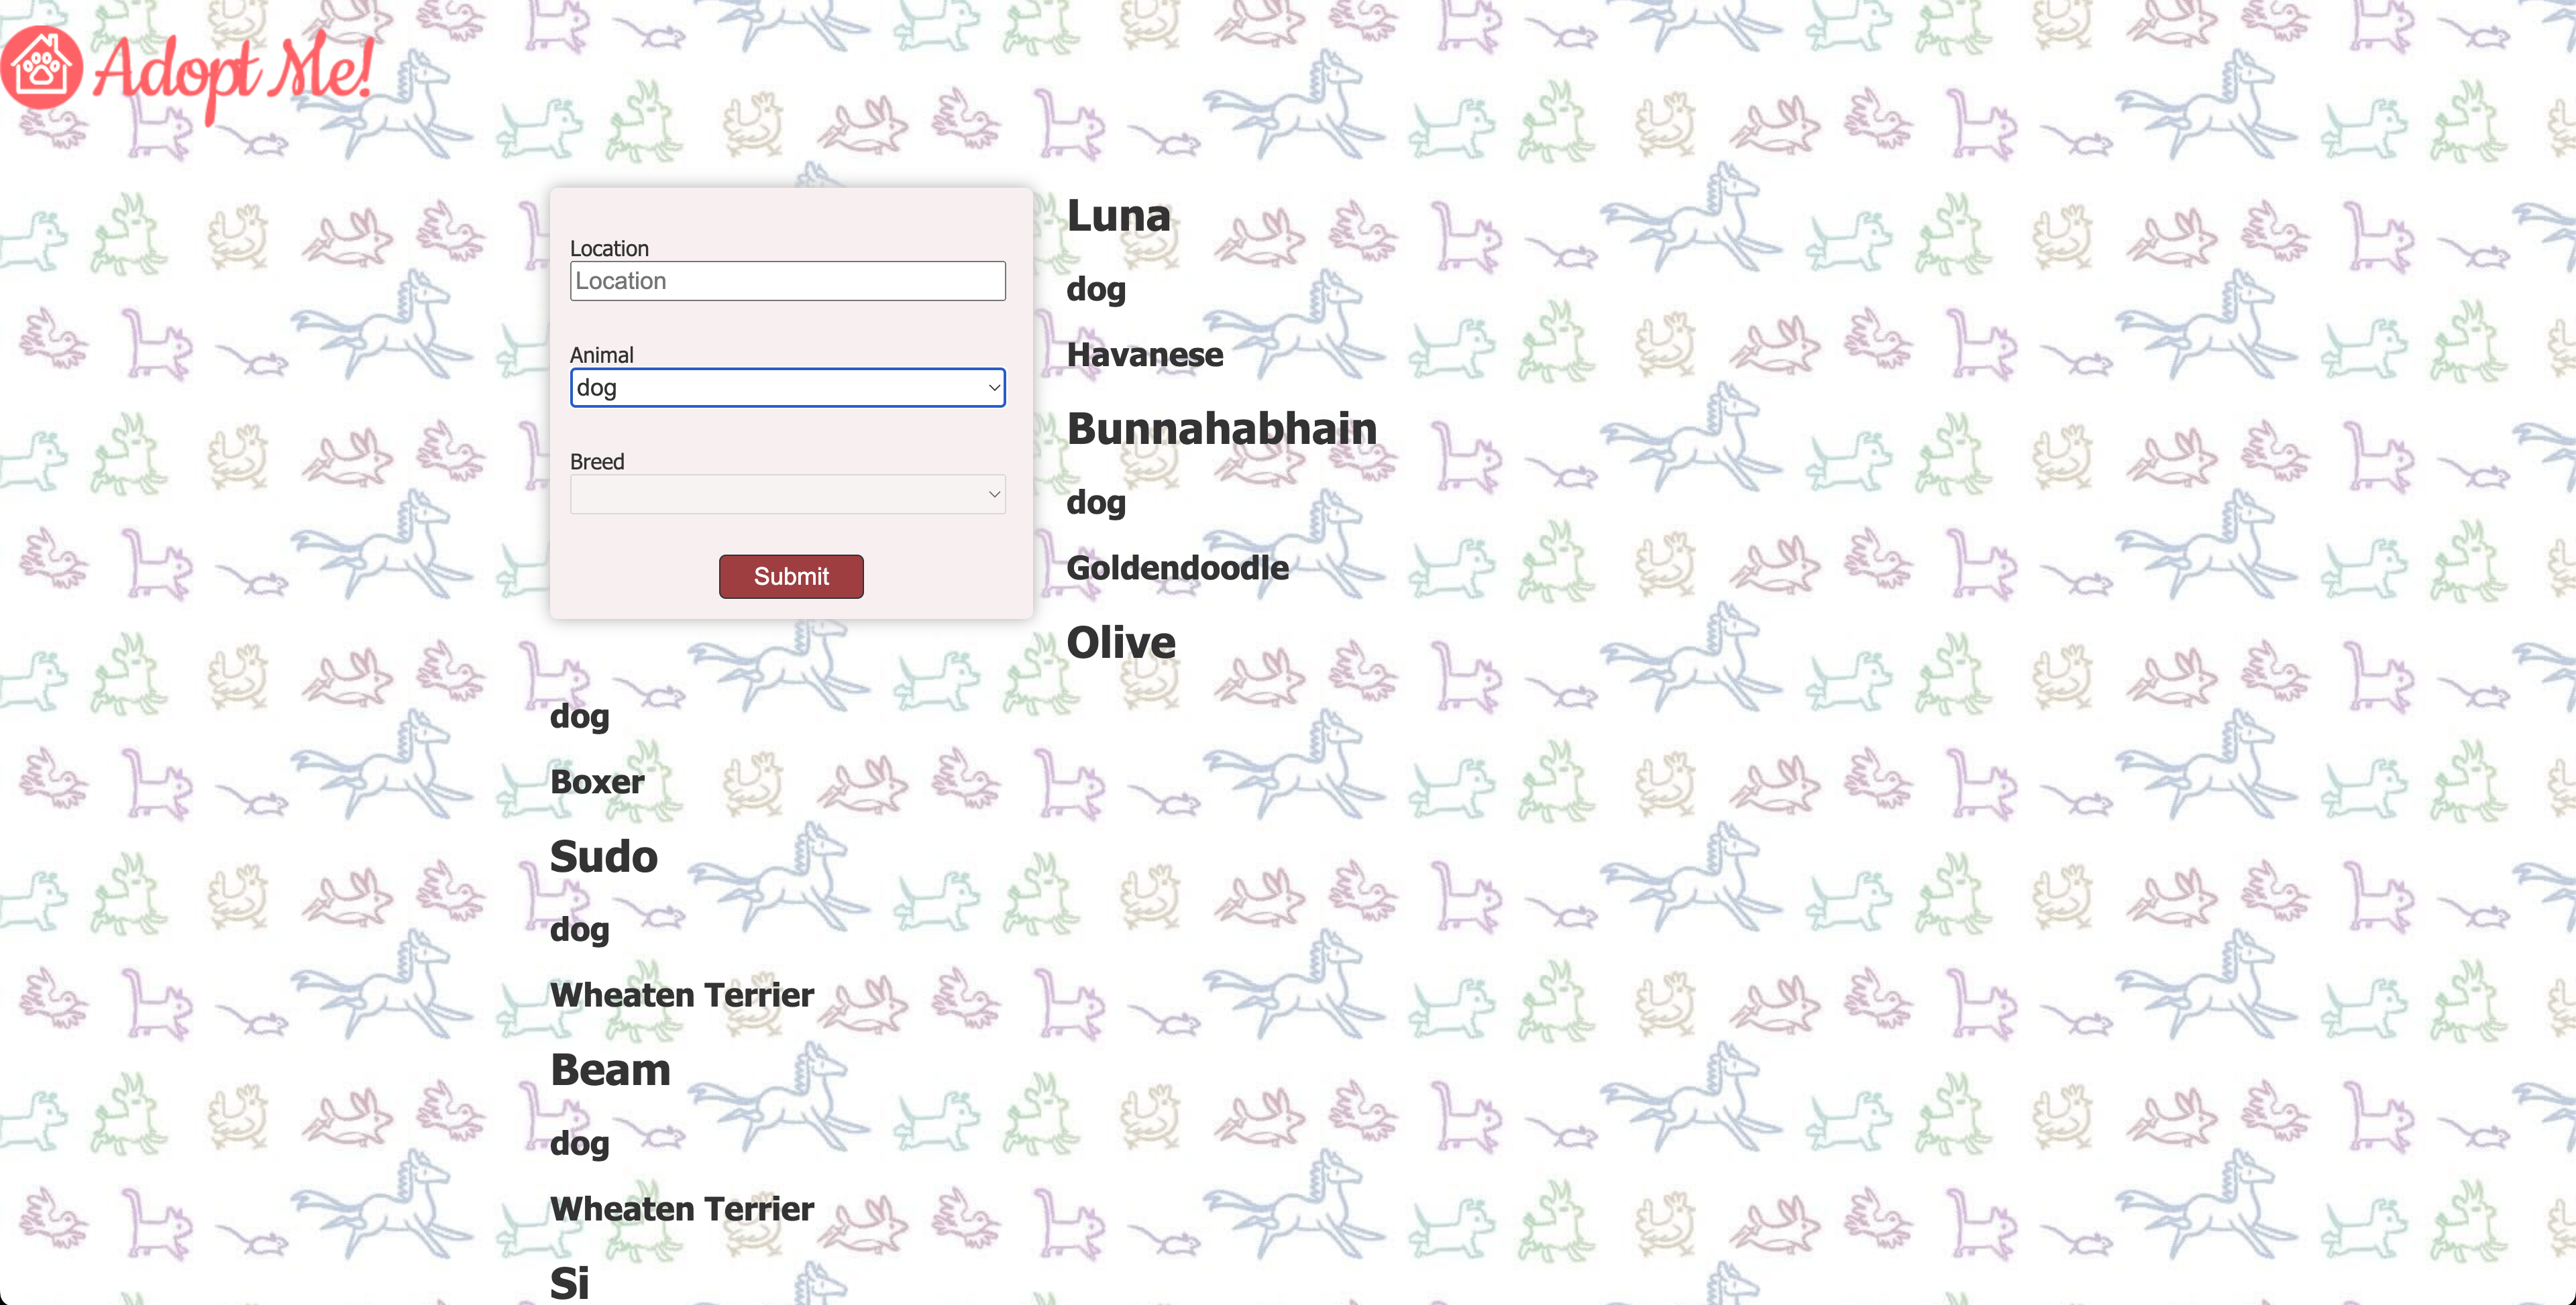 Adopt Me!
Location
Location
Animal
dog
Breed
Submit
Luna
dog
Havanese
Bunnahabhain
dog
Goldendoodle
Olive
dog
Boxer
Sudo
dog
Wheaten Terrier
Beam
dog
Wheaten Terrier
Si